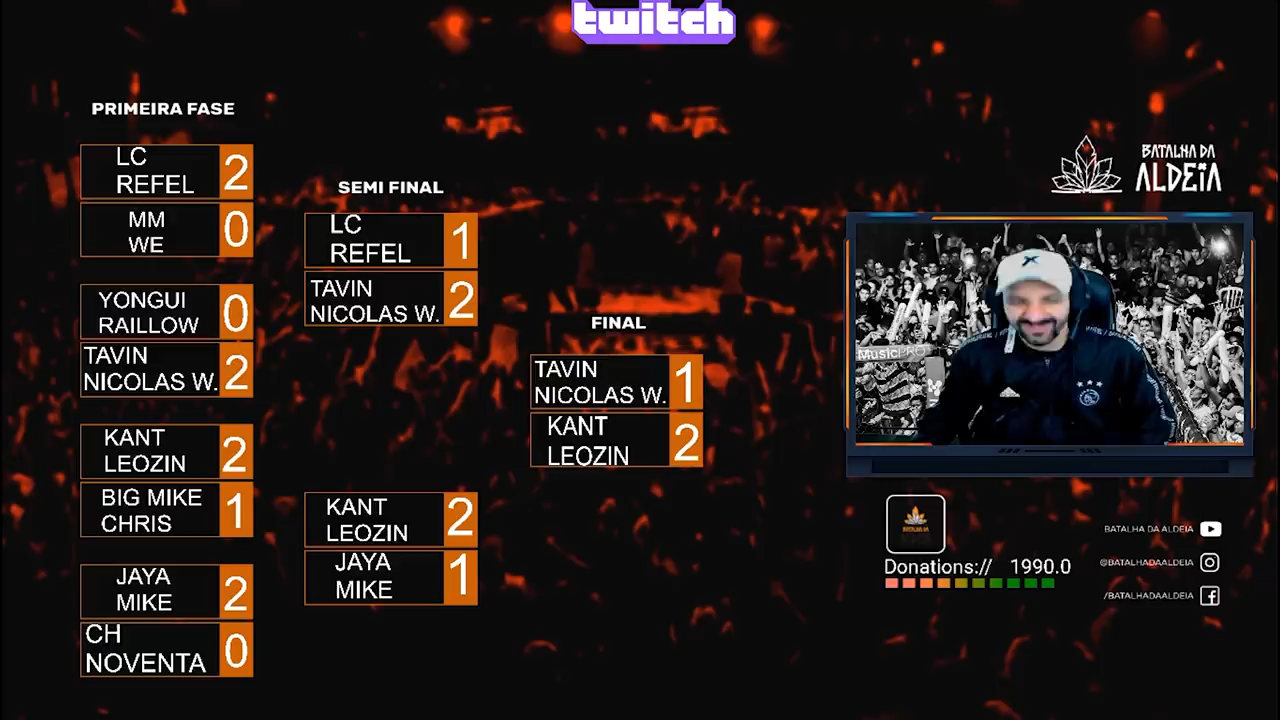 twitch
PRIMEIRA FASE
LC
REFEL
2
MM
WE
0
YONGUI
RAILLOW
0
TAVIN
NICOLAS W.
2
KANT
LEOZIN
2
BIG MIKE
CHRIS
1
JAYA
MIKE
2
CH
NOVENTA
0
SEMI FINAL
LC
REFEL
1
TAVIN
NICOLAS W.
2
KANT
LEOZIN
2
JAYA
MIKE
1
FINAL
TAVIN
NICOLAS W.
1
KANT
LEOZIN
2
BATALHA DA
ALDEIA
MusicPRO
Donations:// 1990.0
BATALHA DA ALDEIA
@BATALHADAALDEIA
/BATALHADAALDEIA